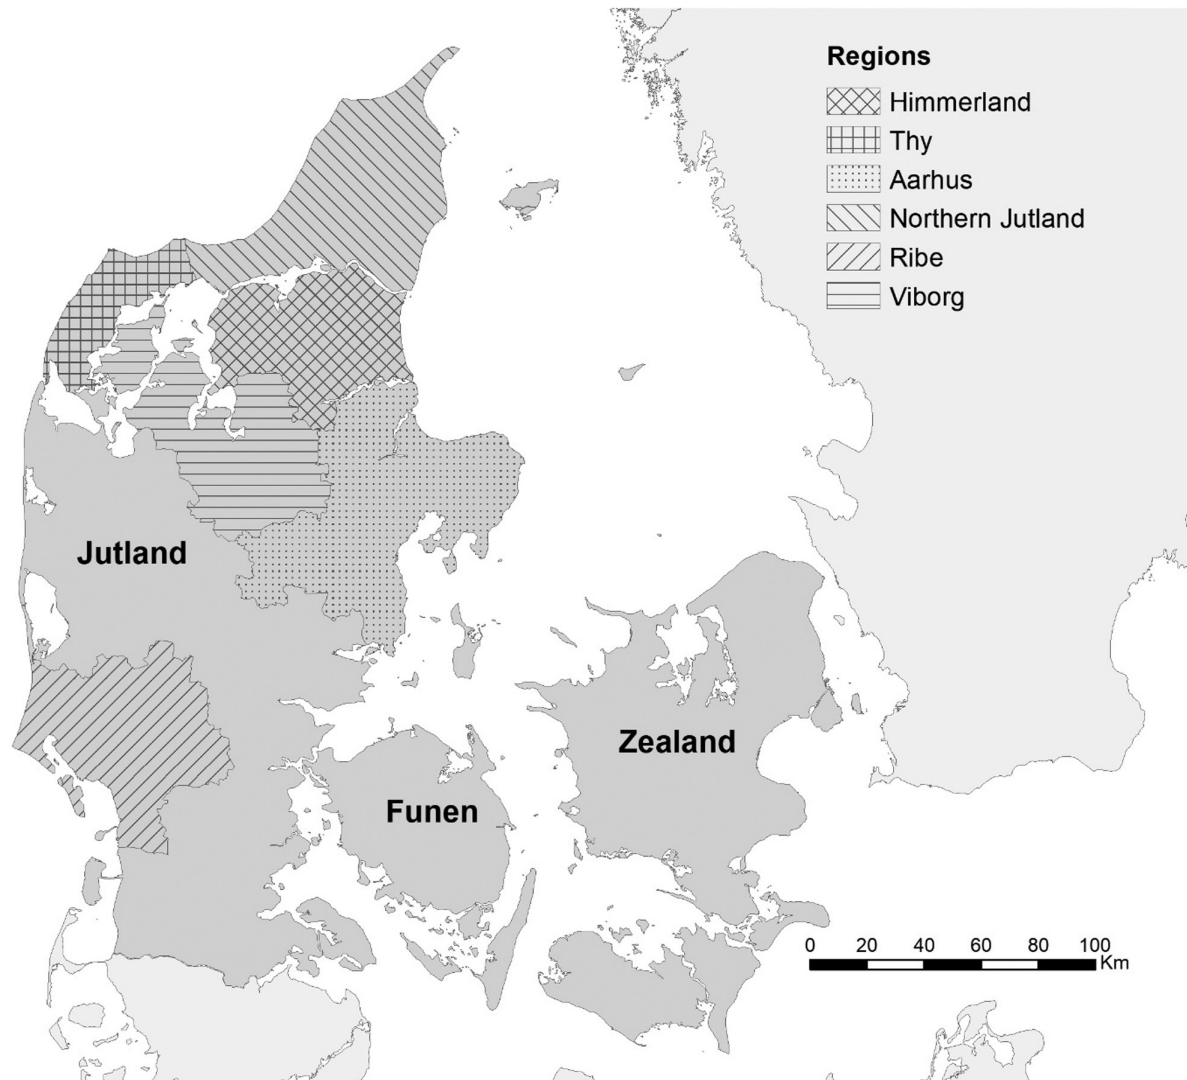 Regions
Himmerland
Thy
Aarhus
Northern Jutland
Ribe
Viborg
Jutland
Zealand
Funen
0 20 40 60 80 100
Km